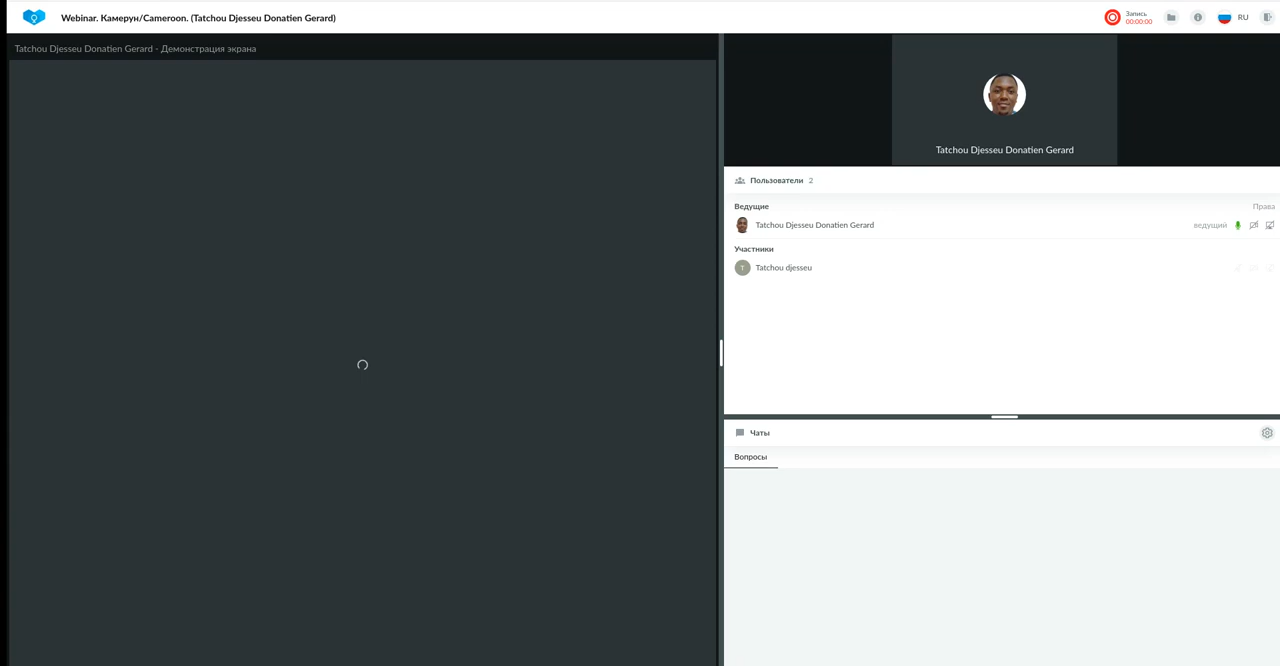 Webinar. Камерун/Cameroon. (Tatchou Djesseu Donatien Gerard)
Запись
00:00:00
RU
Tatchou Djesseu Donatien Gerard - Демонстрация экрана
Tatchou Djesseu Donatien Gerard
Пользователи 2
Ведущие Права
Tatchou Djesseu Donatien Gerard ведущий
Участники
T Tatchou djesseu
Чаты
Вопросы